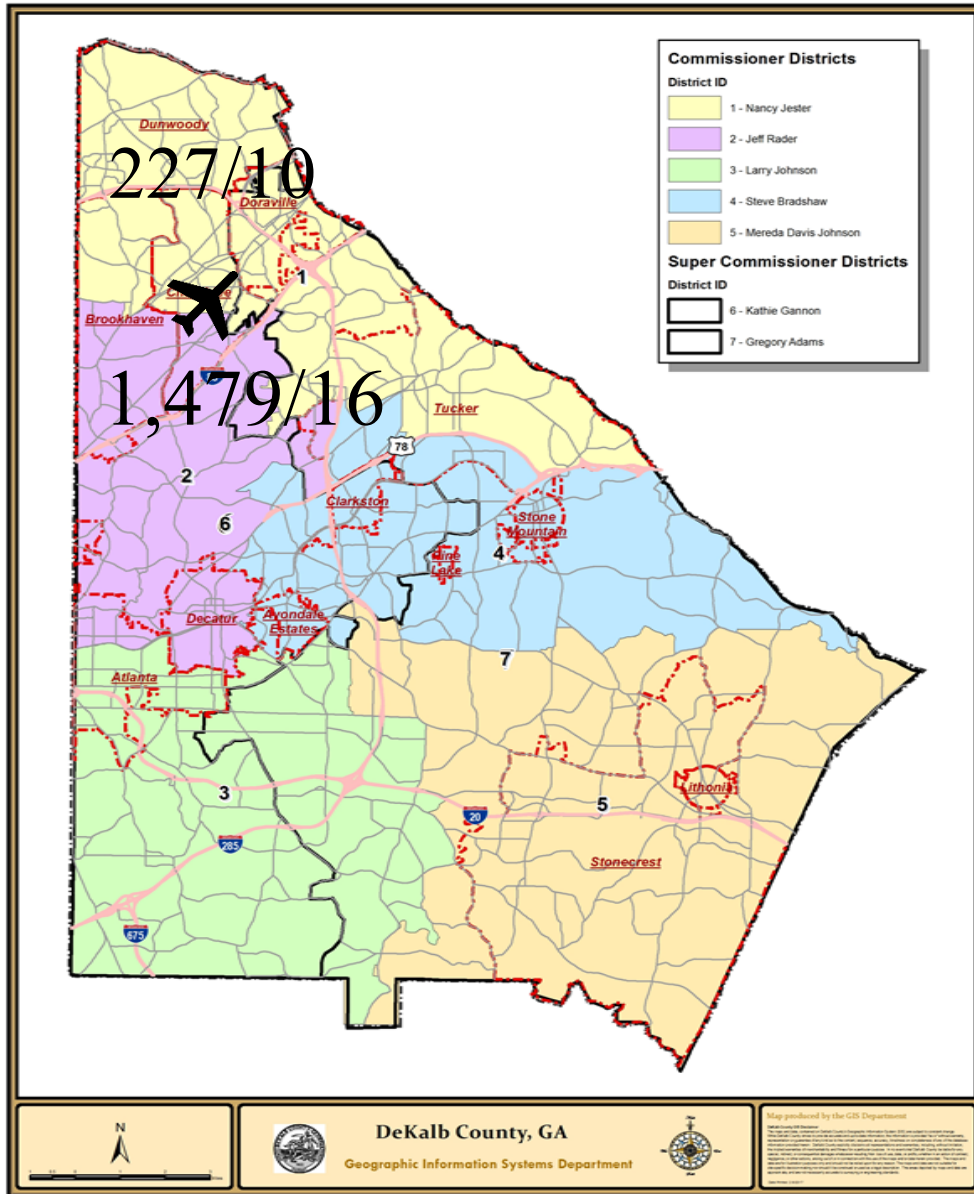 Commissioner Districts
District ID
1 - Nancy Jester
2 - Jeff Rader
3 - Larry Johnson
4 - Steve Bradshaw
5 - Mereda Davis Johnson
Super Commissioner Districts
District ID
6 - Kathie Gannon
7 - Gregory Adams
Dunwoody
227/10
Doraville
1
Brookhaven
1,479/16
Tucker
78
2
Clarkston
6
Stone
Mountain
4
Lake
Decatur
Avondale
Estates
7
Atlanta
3
5
Lithonia
20
285
Stonecrest
675
N
DeKalb County, GA
Geographic Information Systems Department
Map produced by the GIS Department